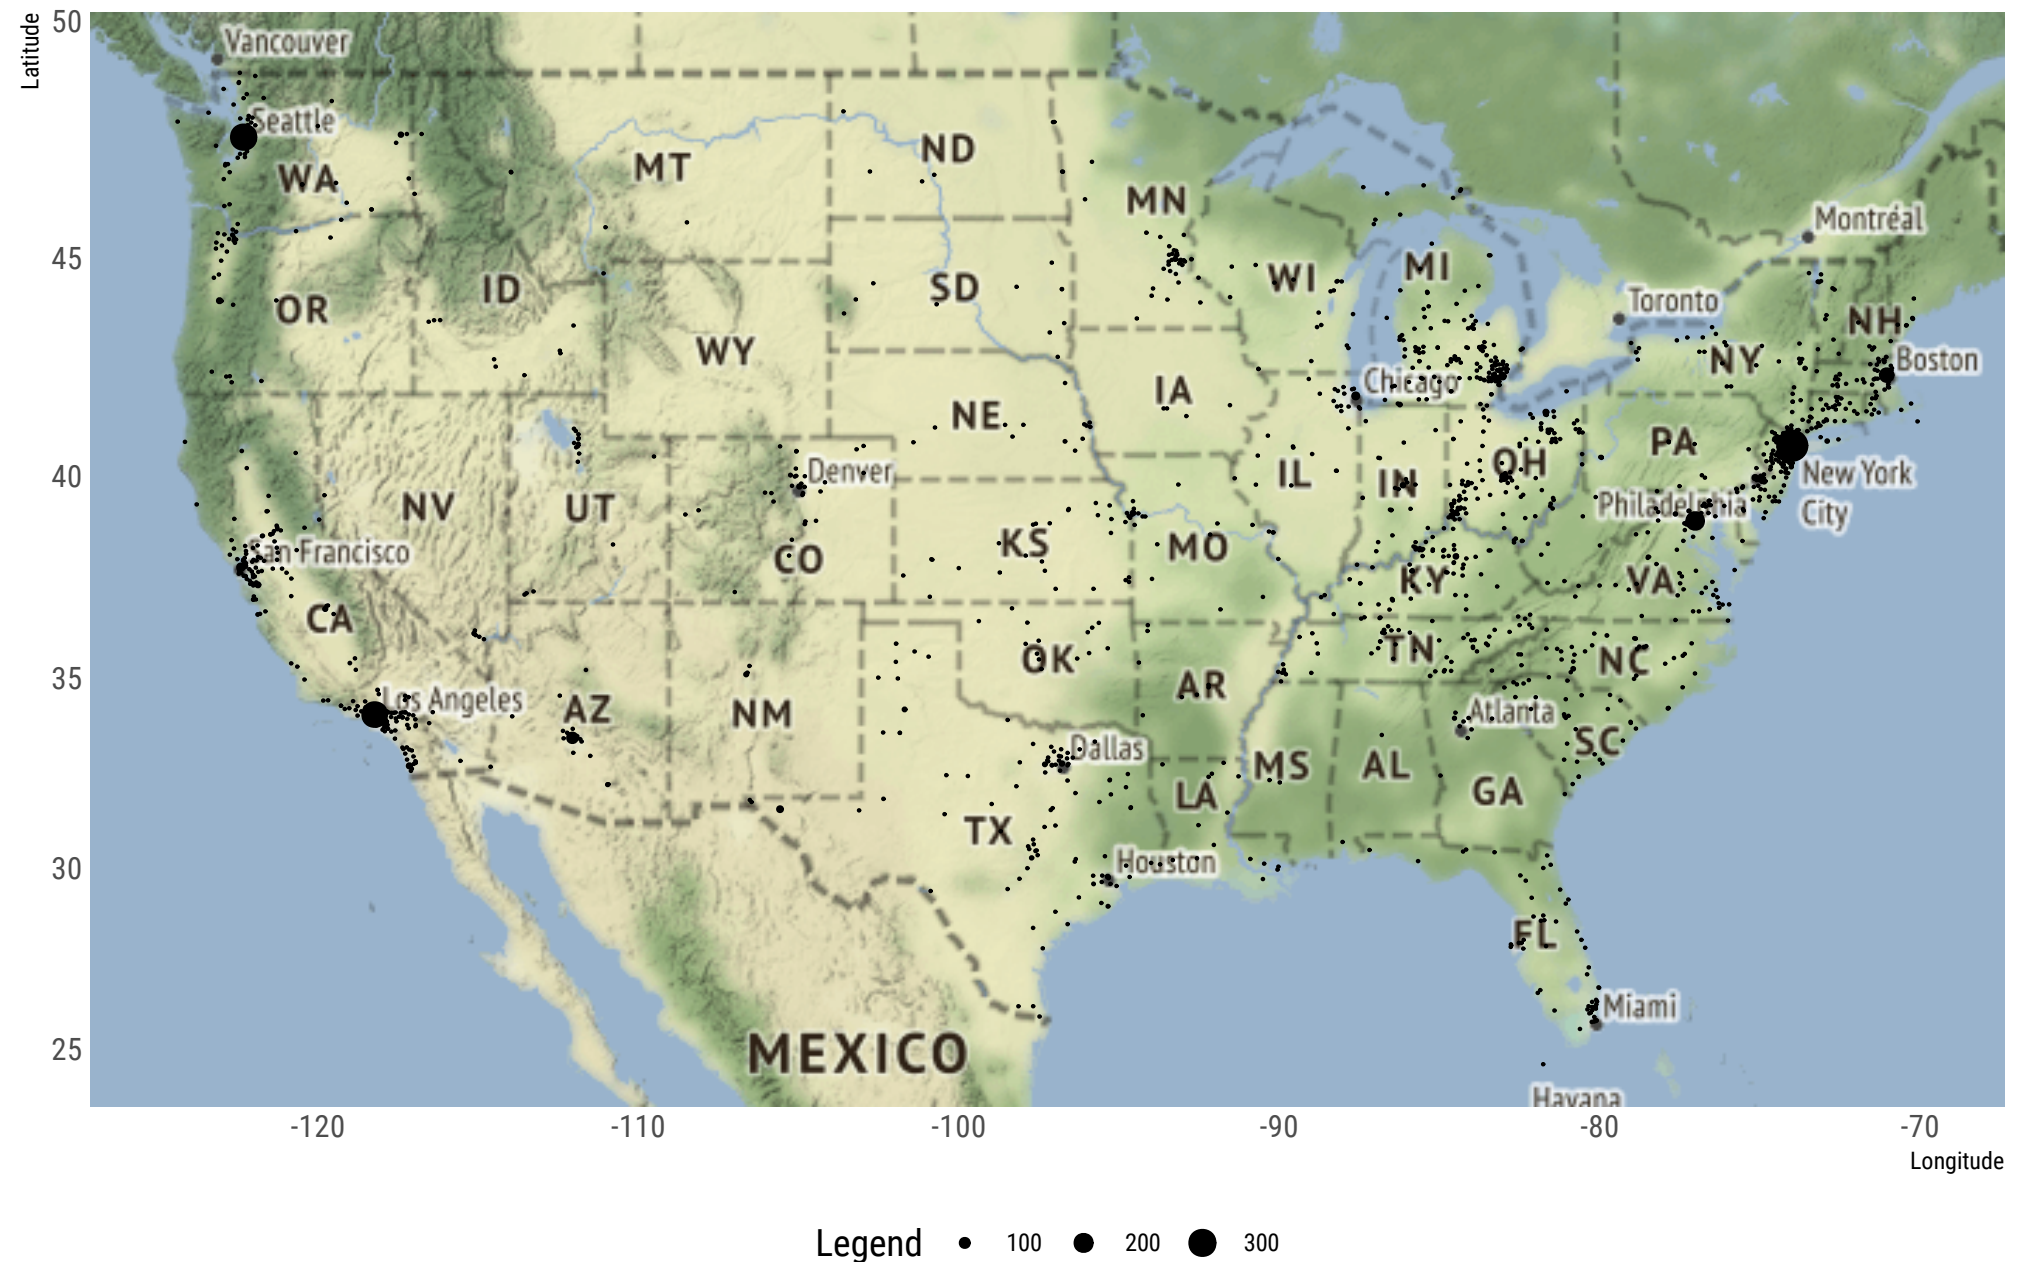 50
Latitude
Vancouver
Seattle
WA
MT
ND
MN
Montréal
45
OR
ID
SD
WI
MI
Toronto
NH
WY
NY
Boston
IA
Chicago
NE
40
NV
UT
Denver
IL
IN
OH
PA
New York
City
Philadelphia
San Francisco
CO
KS
MO
KY
VA
CA
35
Los Angeles
AZ
NM
OK
AR
TN
NC
Atlanta
SC
Dallas
MS
AL
GA
LA
TX
30
Houston
FL
Miami
25
MEXICO
Havana
-120
-110
-100
-90
-80
-70
Longitude
Legend 100 200 300